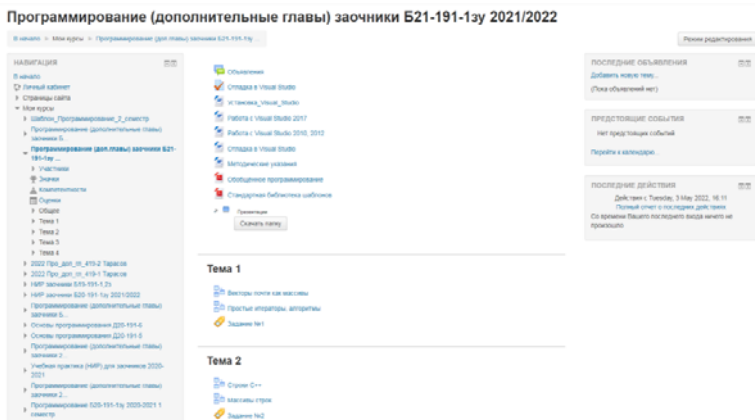 Программирование (дополнительные главы) заочники Б21-191-1зу 2021/2022
В начало > Мои курсы > Программирование (доп.главы) заочники Б21-191-1зу ...
Режим редактирования
НАВИГАЦИЯ
В начало
Личный кабинет
Страницы сайта
Мои курсы
Шаблон_Программирование_2_семестр
Программирование (дополнительные главы)
заочники Б...
Программирование (доп.главы) заочники Б21-
191-1зу ...
Участники
Значки
Компетентности
Оценки
Общее
Тема 1
Тема 2
Тема 3
Тема 4
2022 Про_доп_гл_419-2 Тарасов
2022 Про_доп_гл_419-1 Тарасов
НИР заочники
НИР заочники Б20-191-1зу 2021/2022
Программирование (дополнительные главы)
заочники Б...
Основы программирования Д20-191-6
Основы программирования Д20-191-5
Программирование (дополнительные главы)
заочники 2...
Учебная практика (НИР) для заочников 2020-
2021
Программирование (дополнительные главы)
заочники 2...
Программирование Б20-191-1зу 2020-2021 1
семестр
Объявления
Отладка в Visual Studio
Установка_Visual_Studio
Работа с Visual Studio 2017
Работа с Visual Studio 2010, 2012
Отладка в Visual Studio
Методические указания
Обобщённое программирование
Стандартная библиотека шаблонов
Презентации
Скачать папку
Тема 1
Векторы почти как массивы
Простые итераторы, алгоритмы
Задание №1
Тема 2
Строки C++
Массивы строк
Задание №2
ПОСЛЕДНИЕ ОБЪЯВЛЕНИЯ
Добавить новую тему...
(Пока объявлений нет)
ПРЕДСТОЯЩИЕ СОБЫТИЯ
Нет предстоящих событий
Перейти к календарю...
ПОСЛЕДНИЕ ДЕЙСТВИЯ
Действия с Tuesday, 3 May 2022, 16:11
Полный отчет о последних действиях
Со времени Вашего последнего входа ничего не
произошло